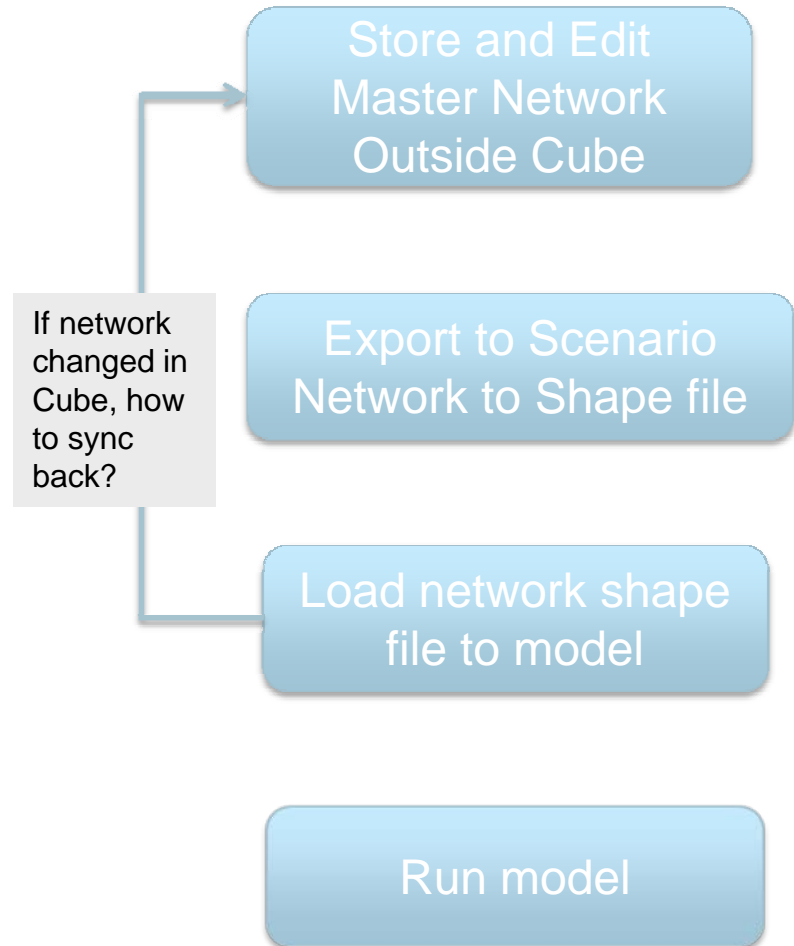 Store and Edit
Master Network
Outside Cube
If network
changed in
Cube, how
to sync
back?
Export to Scenario
Network to Shape file
Load network shape
file to model
Run model